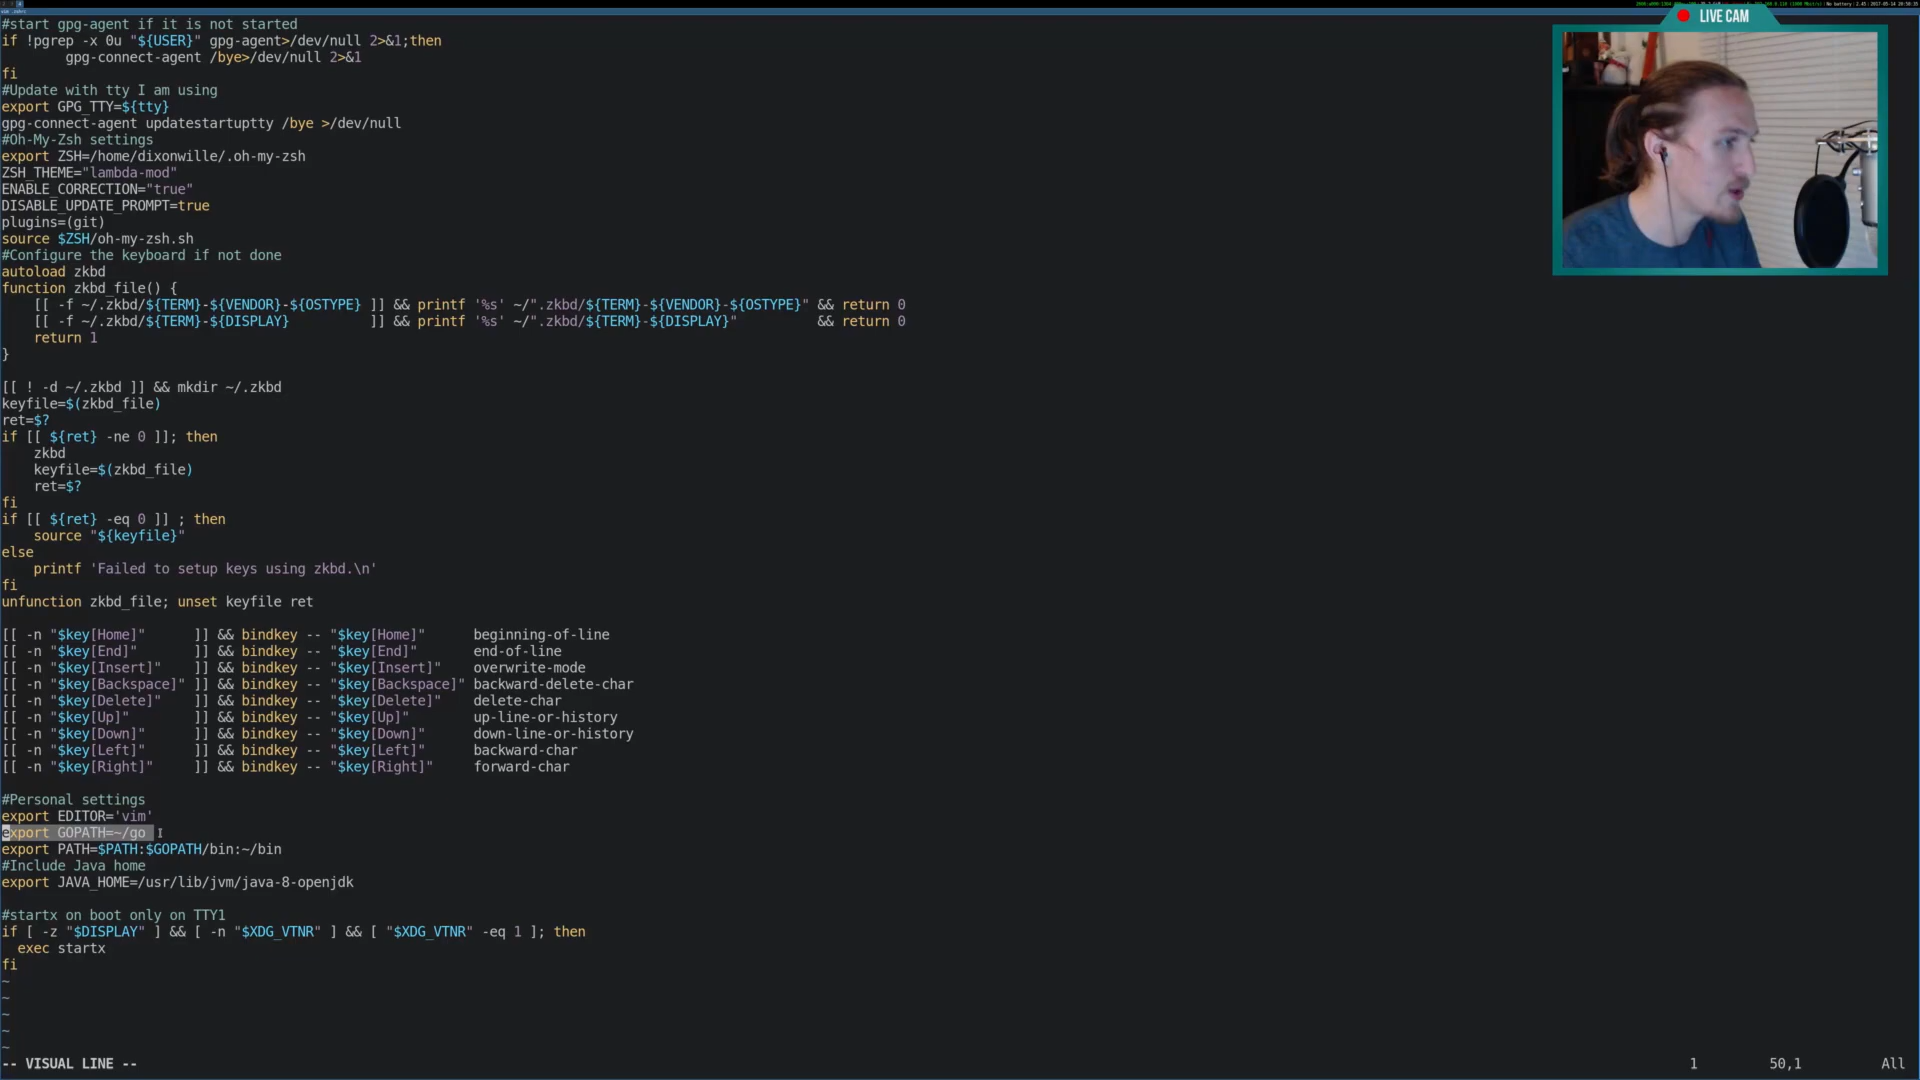 LIVE CAM
#start gpg-agent if it is not started
if !pgrep -x 0u "${USER}" gpg-agent>/dev/null 2>&1;then
        gpg-connect-agent /bye>/dev/null 2>&1
fi
#Update with tty I am using
export GPG_TTY=${tty}
gpg-connect-agent updatestartuptty /bye >/dev/null
#Oh-My-Zsh settings
export ZSH=/home/dixonwille/.oh-my-zsh
ZSH_THEME="lambda-mod"
ENABLE_CORRECTION="true"
DISABLE_UPDATE_PROMPT=true
plugins=(git)
source $ZSH/oh-my-zsh.sh
#Configure the keyboard if not done
autoload zkbd
function zkbd_file() {
    [[ -f ~/.zkbd/${TERM}-${VENDOR}-${OSTYPE} ]] && printf '%s' ~/".zkbd/${TERM}-${VENDOR}-${OSTYPE}" && return 0
    [[ -f ~/.zkbd/${TERM}-${DISPLAY}          ]] && printf '%s' ~/".zkbd/${TERM}-${DISPLAY}"          && return 0
    return 1
}
[[ ! -d ~/.zkbd ]] && mkdir ~/.zkbd
keyfile=$(zkbd_file)
ret=$?
if [[ ${ret} -ne 0 ]]; then
    zkbd
    keyfile=$(zkbd_file)
    ret=$?
fi
if [[ ${ret} -eq 0 ]] ; then
    source "${keyfile}"
else
    printf 'Failed to setup keys using zkbd.\n'
fi
unfunction zkbd_file; unset keyfile ret
[[ -n "$key[Home]"      ]] && bindkey -- "$key[Home]"      beginning-of-line
[[ -n "$key[End]"       ]] && bindkey -- "$key[End]"       end-of-line
[[ -n "$key[Insert]"    ]] && bindkey -- "$key[Insert]"    overwrite-mode
[[ -n "$key[Backspace]" ]] && bindkey -- "$key[Backspace]" backward-delete-char
[[ -n "$key[Delete]"    ]] && bindkey -- "$key[Delete]"    delete-char
[[ -n "$key[Up]"        ]] && bindkey -- "$key[Up]"        up-line-or-history
[[ -n "$key[Down]"      ]] && bindkey -- "$key[Down]"      down-line-or-history
[[ -n "$key[Left]"      ]] && bindkey -- "$key[Left]"      backward-char
[[ -n "$key[Right]"     ]] && bindkey -- "$key[Right]"     forward-char
#Personal settings
export EDITOR='vim'
export GOPATH=~/go
export PATH=$PATH:$GOPATH/bin:~/bin
#Include Java home
export JAVA_HOME=/usr/lib/jvm/java-8-openjdk
#startx on boot only on TTY1
if [ -z "$DISPLAY" ] && [ -n "$XDG_VTNR" ] && [ "$XDG_VTNR" -eq 1 ]; then
  exec startx
fi
~
~
~
~
~
-- VISUAL LINE -- 1 50,1 All